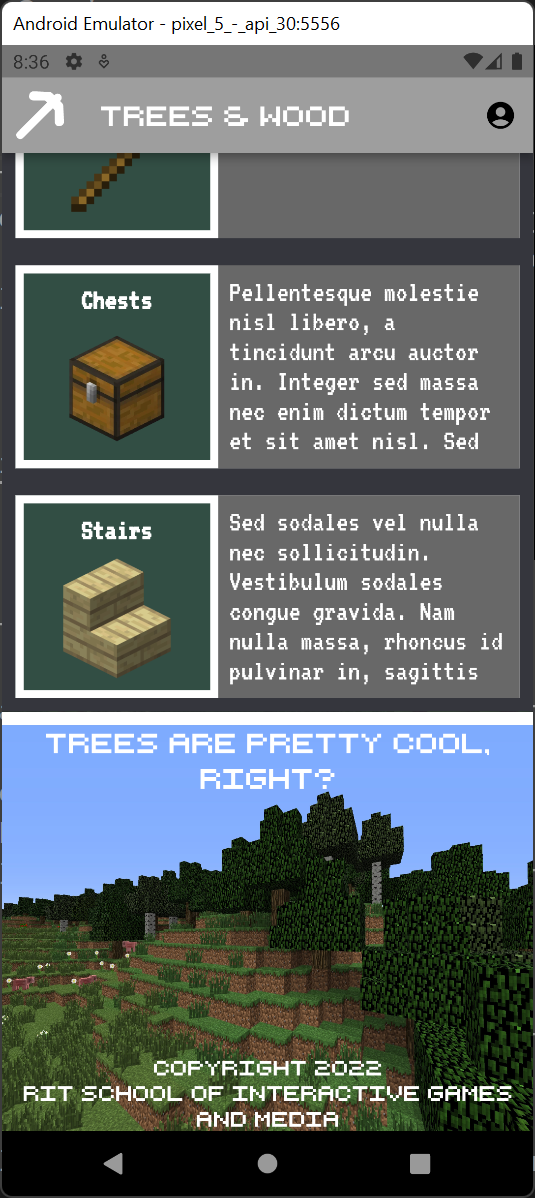 Android Emulator - pixel_5_-_api_30:5556
8:36
TREES & WOOD
Chests
Pellentesque molestie
nisl libero, a
tincidunt arcu auctor
in. Integer sed massa
nec enim dictum tempor
et sit amet nisl. Sed
Stairs
Sed sodales vel nulla
nec sollicitudin.
Vestibulum sodales
congue gravida. Nam
nulla massa, rhoncus id
pulvinar in, sagittis
TREES ARE PRETTY COOL,
RIGHT?
COPYRIGHT 2022
RIT SCHOOL OF INTERACTIVE GAMES
AND MEDIA